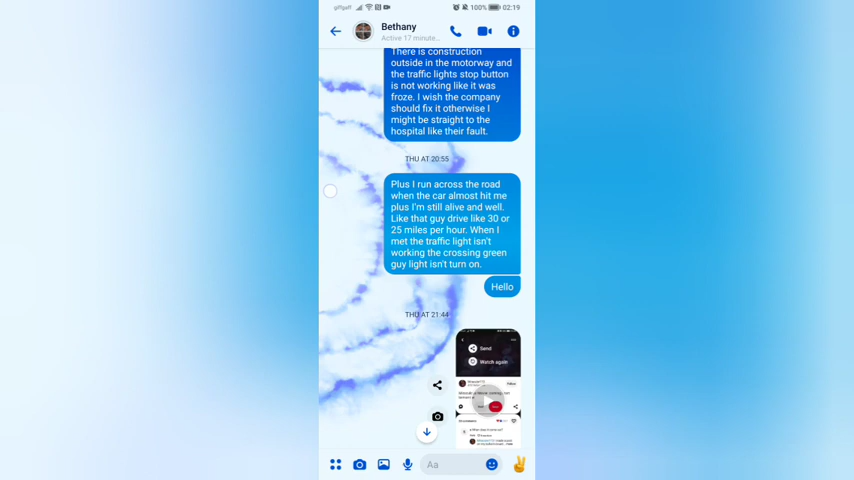 giffgaff
100%
02:19
Bethany
Active 17 minute...
There is construction
outside in the motorway and
the traffic lights stop button
is not working like it was
froze. I wish the company
should fix it otherwise I
might be straight to the
hospital like their fault.
THU AT 20:55
Plus I run across the road
when the car almost hit me
plus I'm still alive and well.
Like that guy drive like 30 or
25 miles per hour. When I
met the traffic light isn't
working the crossing green
guy light isn't turn on.
Hello
THU AT 21:44
Send
Watch again
Follow
Aa